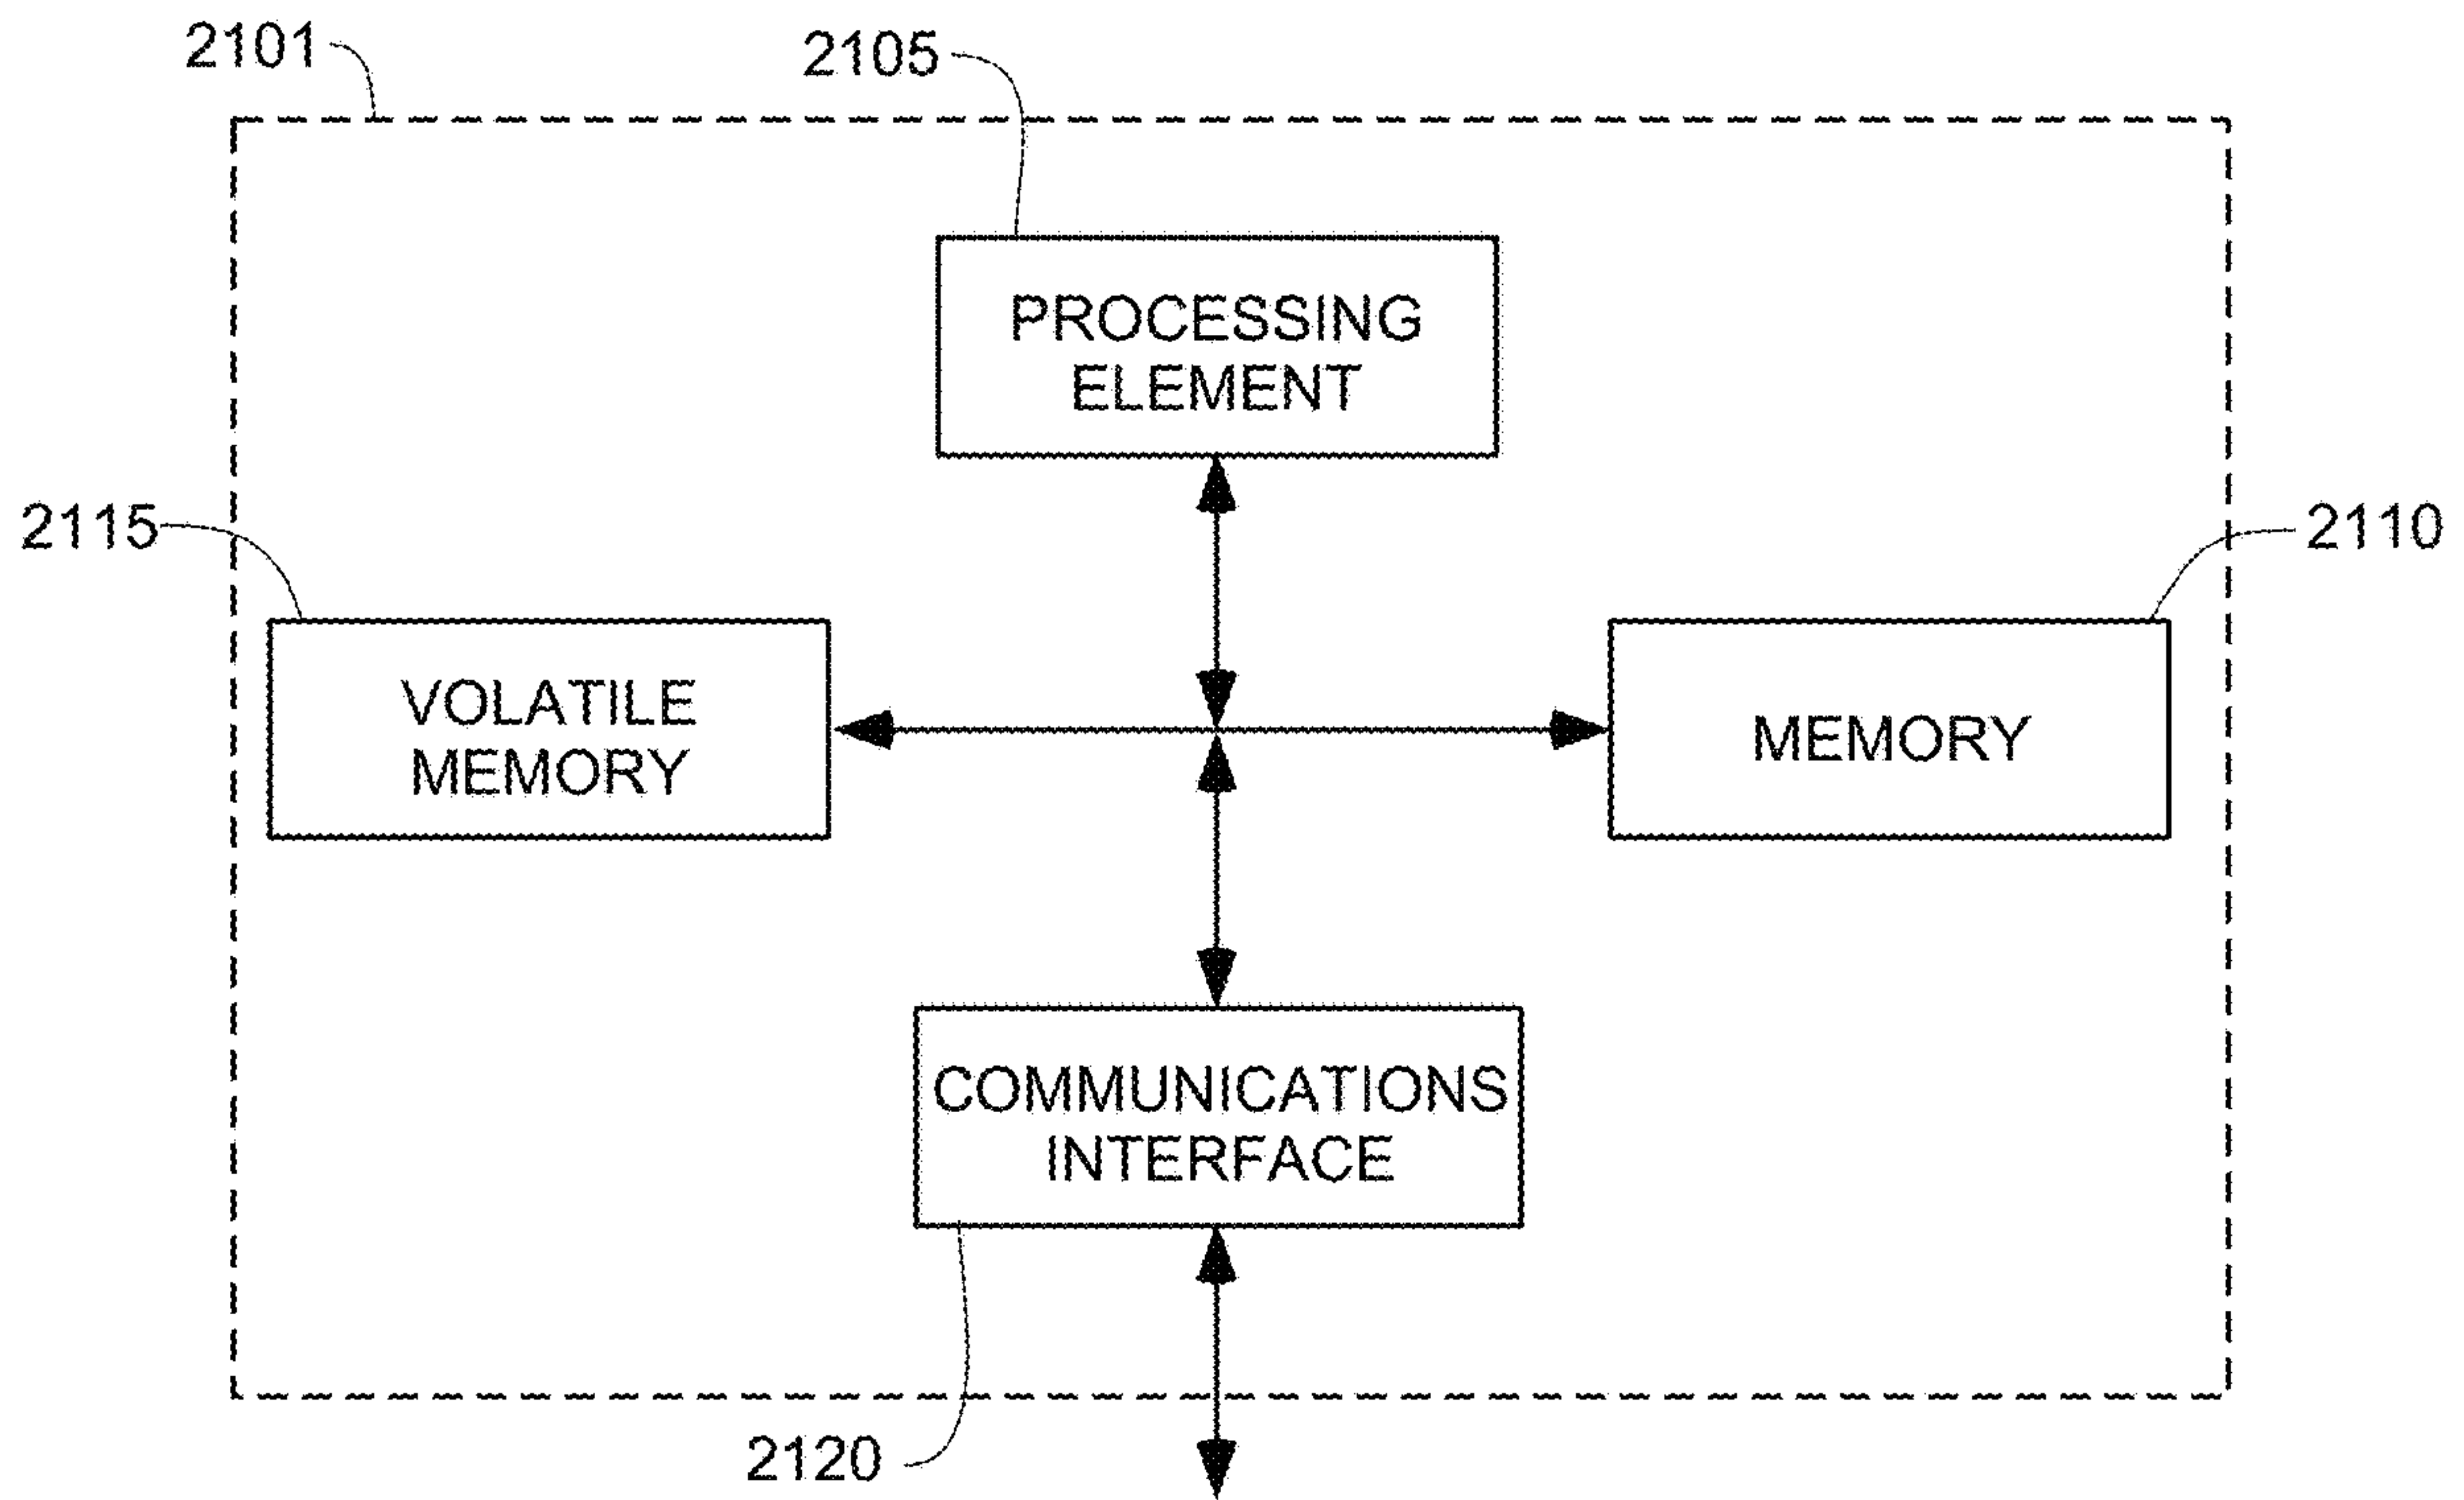 2101
2105
PROCESSING
ELEMENT
2115
2110
VOLATILE
MEMORY
MEMORY
COMMUNICATIONS
INTERFACE
2120